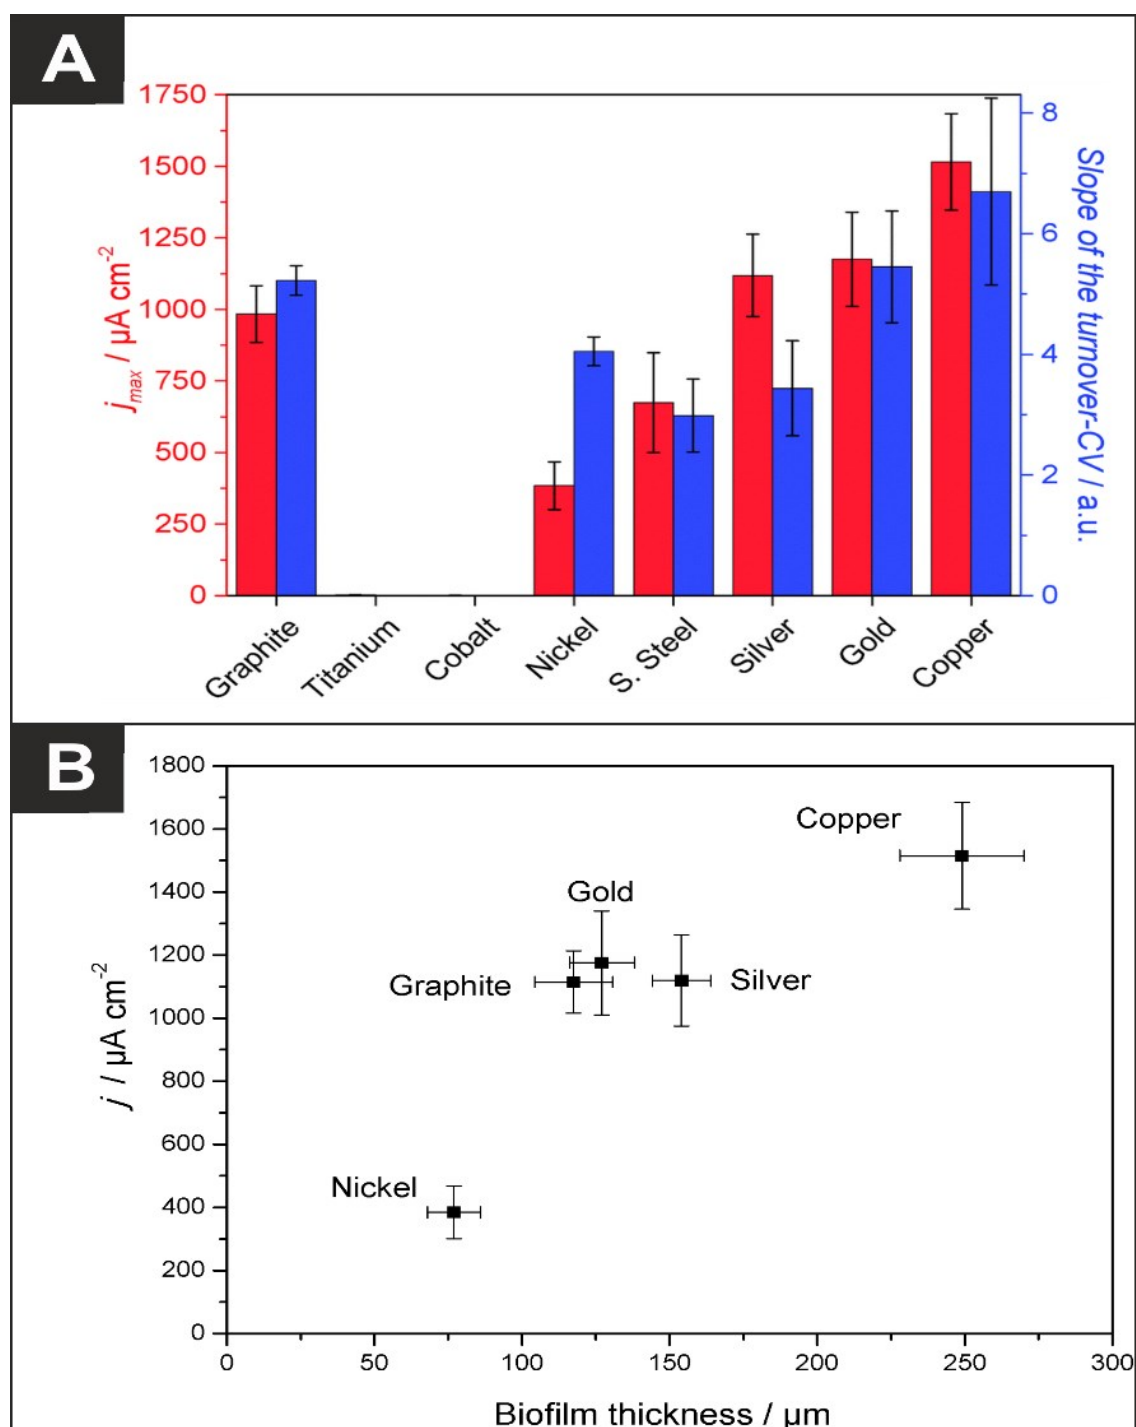 A
1750
1500
1250
1000
750
500
250
0
j_max / µA cm⁻²
8
6
4
2
0
Slope of the turnover-CV / a.u.
Graphite
Titanium
Cobalt
Nickel
S. Steel
Silver
Gold
Copper
B
1800
1600
1400
1200
1000
800
600
400
200
0
j / µA cm⁻²
Copper
Gold
Graphite
Silver
Nickel
0 50 100 150 200 250 300
Biofilm thickness / µm